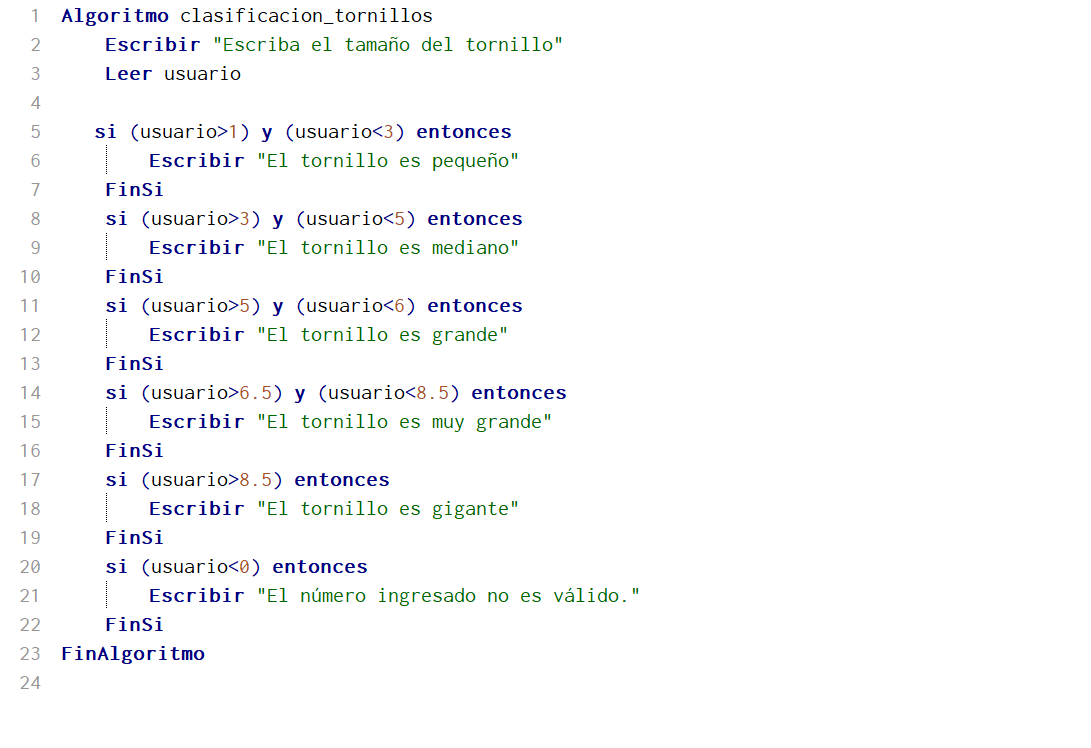 1 Algoritmo clasificacion_tornillos
2 Escribir "Escriba el tamaño del tornillo"
3 Leer usuario
4
5 si (usuario>1) y (usuario<3) entonces
6 Escribir "El tornillo es pequeño"
7 FinSi
8 si (usuario>3) y (usuario<5) entonces
9 Escribir "El tornillo es mediano"
10 FinSi
11 si (usuario>5) y (usuario<6) entonces
12 Escribir "El tornillo es grande"
13 FinSi
14 si (usuario>6.5) y (usuario<8.5) entonces
15 Escribir "El tornillo es muy grande"
16 FinSi
17 si (usuario>8.5) entonces
18 Escribir "El tornillo es gigante"
19 FinSi
20 si (usuario<0) entonces
21 Escribir "El número ingresado no es válido."
22 FinSi
23 FinAlgoritmo
24